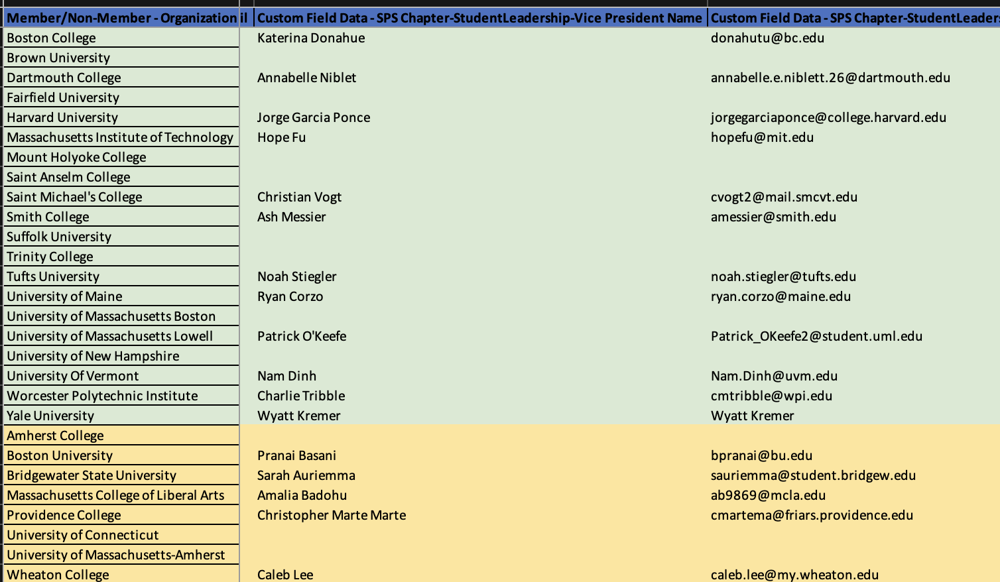 Member/Non-Member - Organization il Custom Field Data - SPS Chapter-StudentLeadership-Vice President Name Custom Field Data - SPS Chapter-StudentLeaders
Boston College Katerina Donahue donahutu@bc.edu
Brown University
Dartmouth College Annabelle Niblet annabelle.e.niblett.26@dartmouth.edu
Fairfield University
Harvard University Jorge Garcia Ponce jorgegarciaponce@college.harvard.edu
Massachusetts Institute of Technology Hope Fu hopefu@mit.edu
Mount Holyoke College
Saint Anselm College
Saint Michael's College Christian Vogt cvogt2@mail.smcvt.edu
Smith College Ash Messier amessier@smith.edu
Suffolk University
Trinity College
Tufts University Noah Stiegler noah.stiegler@tufts.edu
University of Maine Ryan Corzo ryan.corzo@maine.edu
University of Massachusetts Boston
University of Massachusetts Lowell Patrick O'Keefe Patrick_OKeefe2@student.uml.edu
University of New Hampshire
University Of Vermont Nam Dinh Nam.Dinh@uvm.edu
Worcester Polytechnic Institute Charlie Tribble cmtribble@wpi.edu
Yale University Wyatt Kremer Wyatt Kremer
Amherst College
Boston University Pranai Basani bpranai@bu.edu
Bridgewater State University Sarah Auriemma sauriemma@student.bridgew.edu
Massachusetts College of Liberal Arts Amalia Badohu ab9869@mcla.edu
Providence College Christopher Marte Marte cmartema@friars.providence.edu
University of Connecticut
University of Massachusetts-Amherst
Wheaton College Caleb Lee caleb.lee@my.wheaton.edu